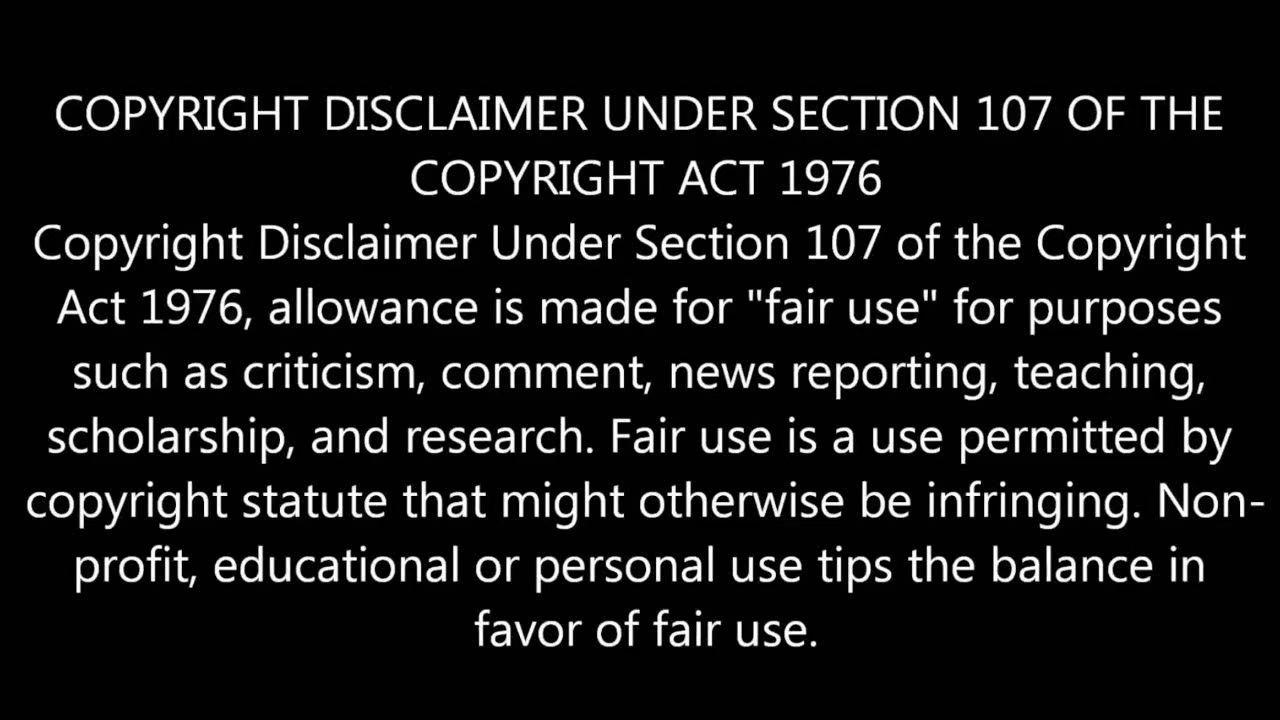 COPYRIGHT DISCLAIMER UNDER SECTION 107 OF THE
COPYRIGHT ACT 1976
Copyright Disclaimer Under Section 107 of the Copyright
Act 1976, allowance is made for "fair use" for purposes
such as criticism, comment, news reporting, teaching,
scholarship, and research. Fair use is a use permitted by
copyright statute that might otherwise be infringing. Non-
profit, educational or personal use tips the balance in
favor of fair use.